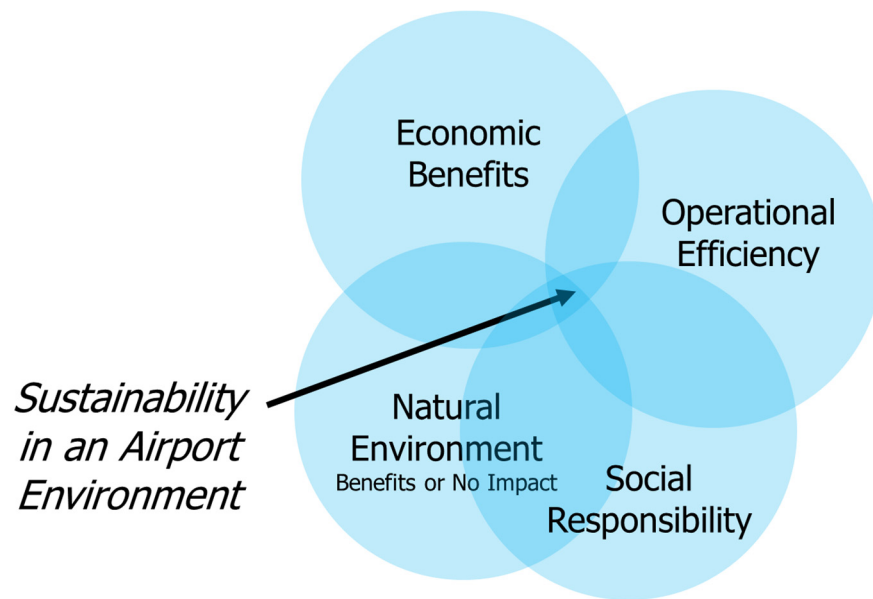 Economic
Benefits
Operational
Efficiency
Sustainability
in an Airport
Environment
Natural
Environment
Benefits or No Impact
Social
Responsibility